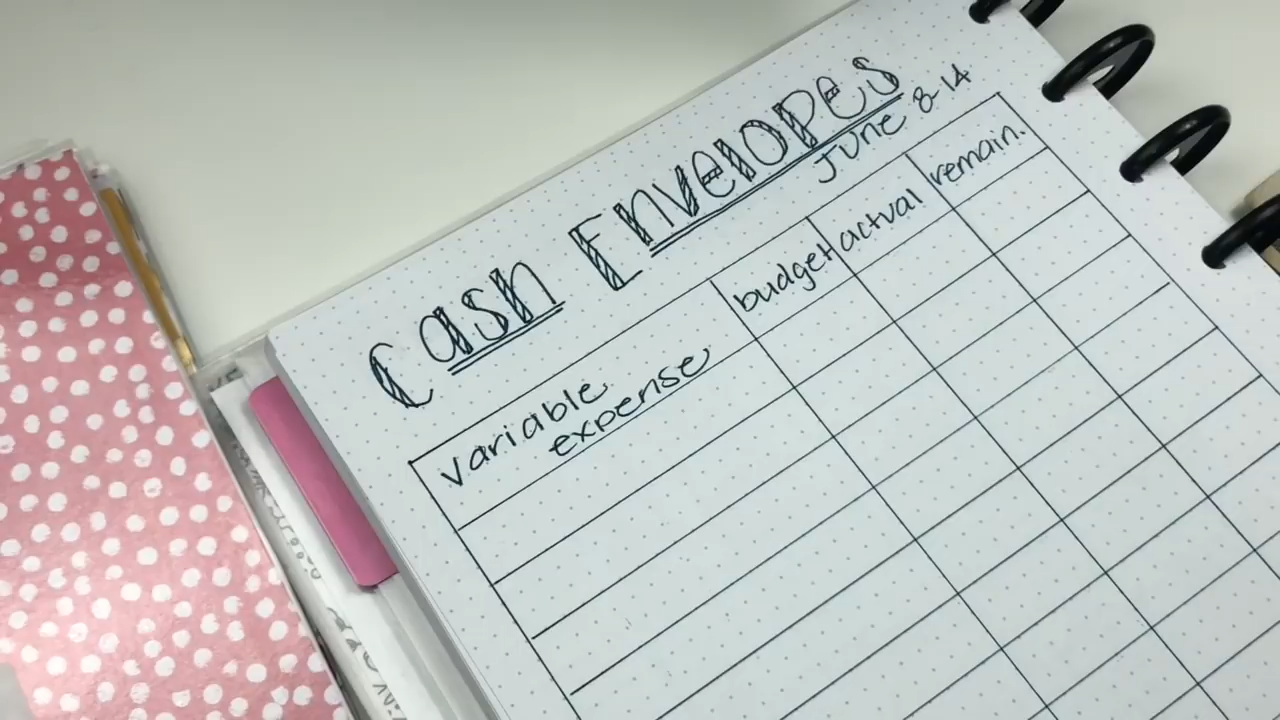 Cash Envelopes
June 8-14
variable
expense
budget
actual
remain.